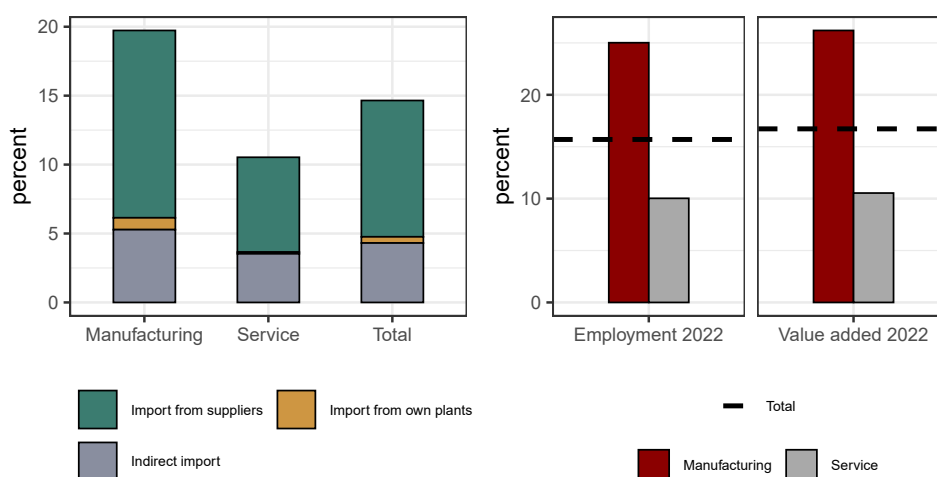 percent
20
15
10
5
0
Manufacturing Service Total
Import from suppliers Import from own plants
Indirect import
percent
20
10
0
Employment 2022 Value added 2022
Total
Manufacturing Service